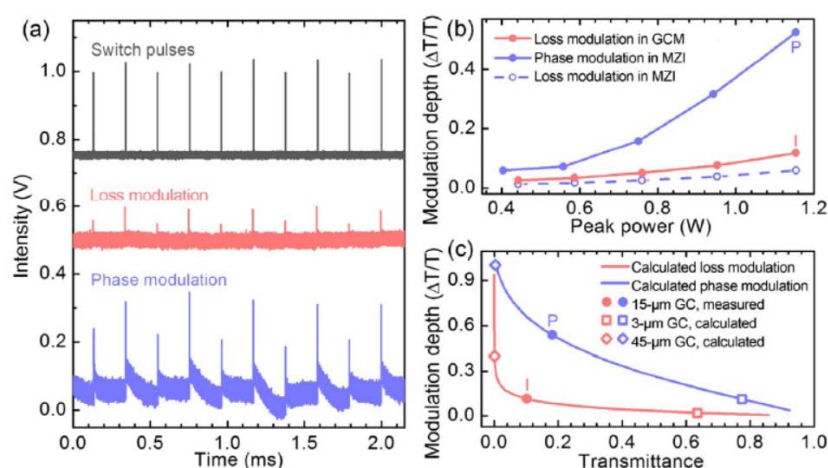 (a)
Switch pulses
Loss modulation
Phase modulation
Intensity (V)
1.0
0.8
0.6
0.4
0.2
0.0
0.0 0.5 1.0 1.5 2.0
Time (ms)
(b)
Loss modulation in GCM
Phase modulation in MZI
Loss modulation in MZI
P
I
Modulation depth (ΔT/T)
0.4
0.2
0.0
0.4 0.6 0.8 1.0 1.2
Peak power (W)
(c)
Calculated loss modulation
Calculated phase modulation
15-μm GC, measured
3-μm GC, calculated
45-μm GC, calculated
P
I
Modulation depth (ΔT/T)
0.9
0.6
0.3
0.0
0.0 0.2 0.4 0.6 0.8 1.0
Transmittance